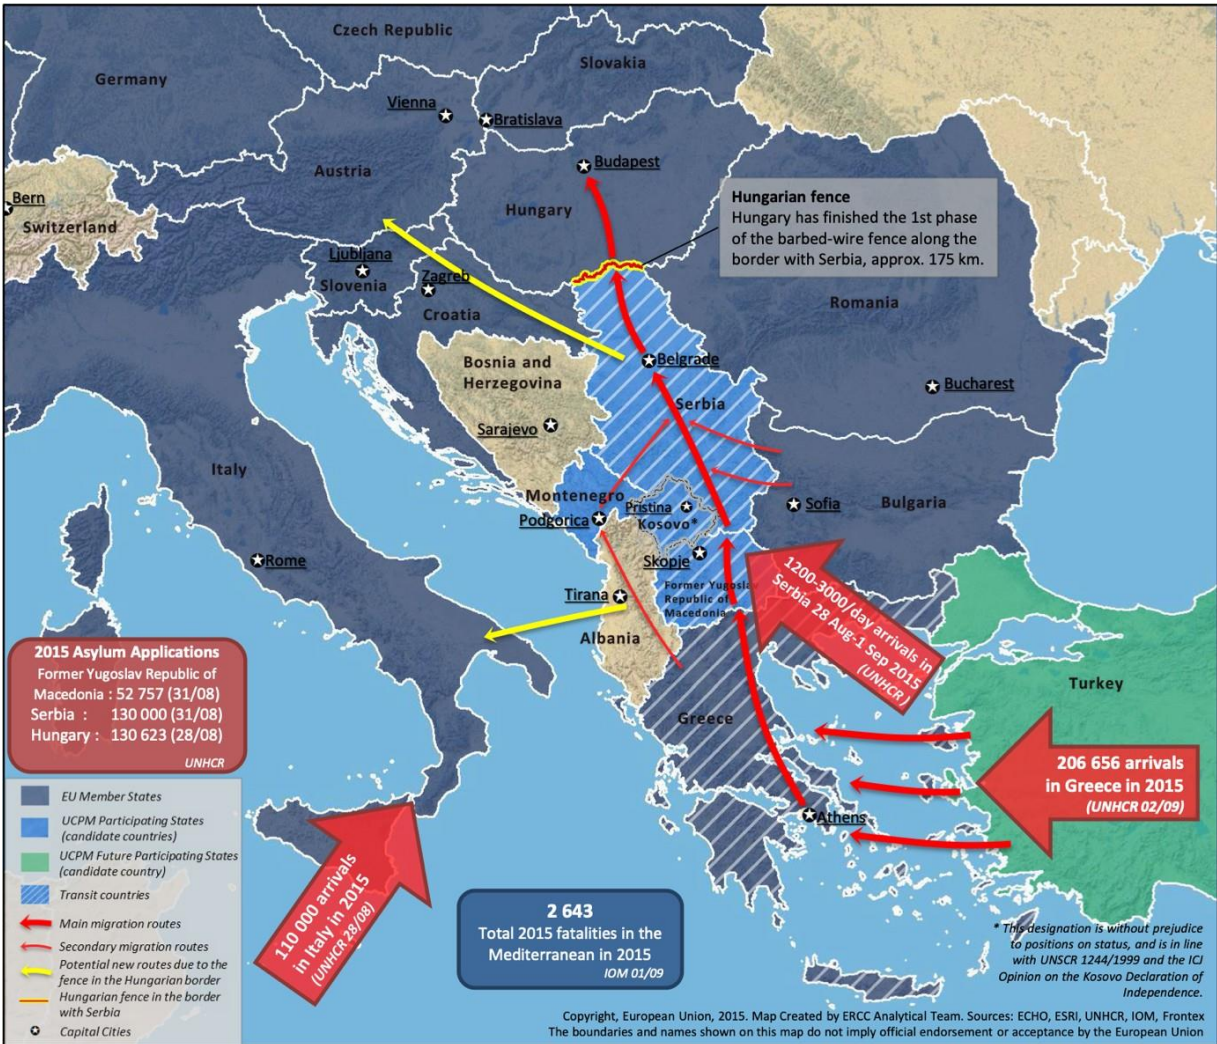 Czech Republic
Slovakia
Germany
Vienna
Bratislava
Budapest
Austria
Bern
Switzerland
Hungary
Hungarian fence
Hungary has finished the 1st phase
of the barbed-wire fence along the
border with Serbia, approx. 175 km.
Ljubljana
Slovenia
Zagreb
Croatia
Romania
Bosnia and
Herzegovina
Belgrade
Bucharest
Serbia
Sarajevo
Italy
Montenegro
Podgorica
Pristina
Kosovo*
Sofia
Bulgaria
Rome
Skopje
Former Yugoslav
Republic of
Macedonia
Tirana
Albania
1200-3000/day arrivals in
Serbia 28 Aug-1 Sep 2015
(UNHCR)
Turkey
Greece
Athens
206 656 arrivals
in Greece in 2015
(UNHCR 02/09)
2015 Asylum Applications
Former Yugoslav Republic of
Macedonia : 52 757 (31/08)
Serbia : 130 000 (31/08)
Hungary : 130 623 (28/08)
UNHCR
EU Member States
UCPM Participating States
(candidate countries)
UCPM Future Participating States
(candidate country)
Transit countries
Main migration routes
Secondary migration routes
Potential new routes due to the
fence in the Hungarian border
Hungarian fence in the border
with Serbia
Capital Cities
110 000 arrivals
in Italy in 2015
(UNHCR 28/08)
2 643
Total 2015 fatalities in the
Mediterranean in 2015
IOM 01/09
* This designation is without prejudice
to positions on status, and is in line
with UNSCR 1244/1999 and the ICJ
Opinion on the Kosovo Declaration of
Independence.
Copyright, European Union, 2015. Map Created by ERCC Analytical Team. Sources: ECHO, ESRI, UNHCR, IOM, Frontex
The boundaries and names shown on this map do not imply official endorsement or acceptance by the European Union